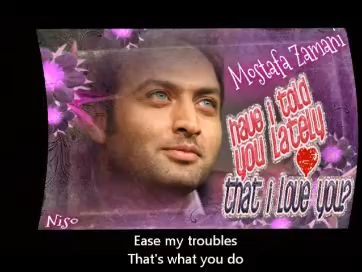 Mostafa Zamani
have i told
you lately
that i love you?
Niso
Ease my troubles
That's what you do